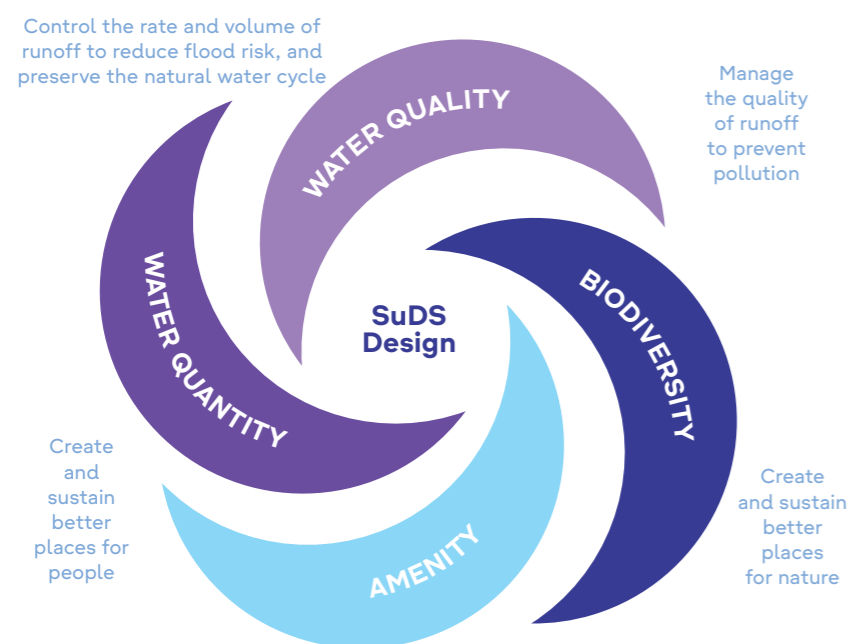 Control the rate and volume of
runoff to reduce flood risk, and
preserve the natural water cycle
WATER QUALITY
Manage
the quality
of runoff
to prevent
pollution
WATER QUANTITY
SuDS
Design
BIODIVERSITY
Create
and
sustain
better
places for
people
AMENITY
Create
and sustain
better
places
for nature